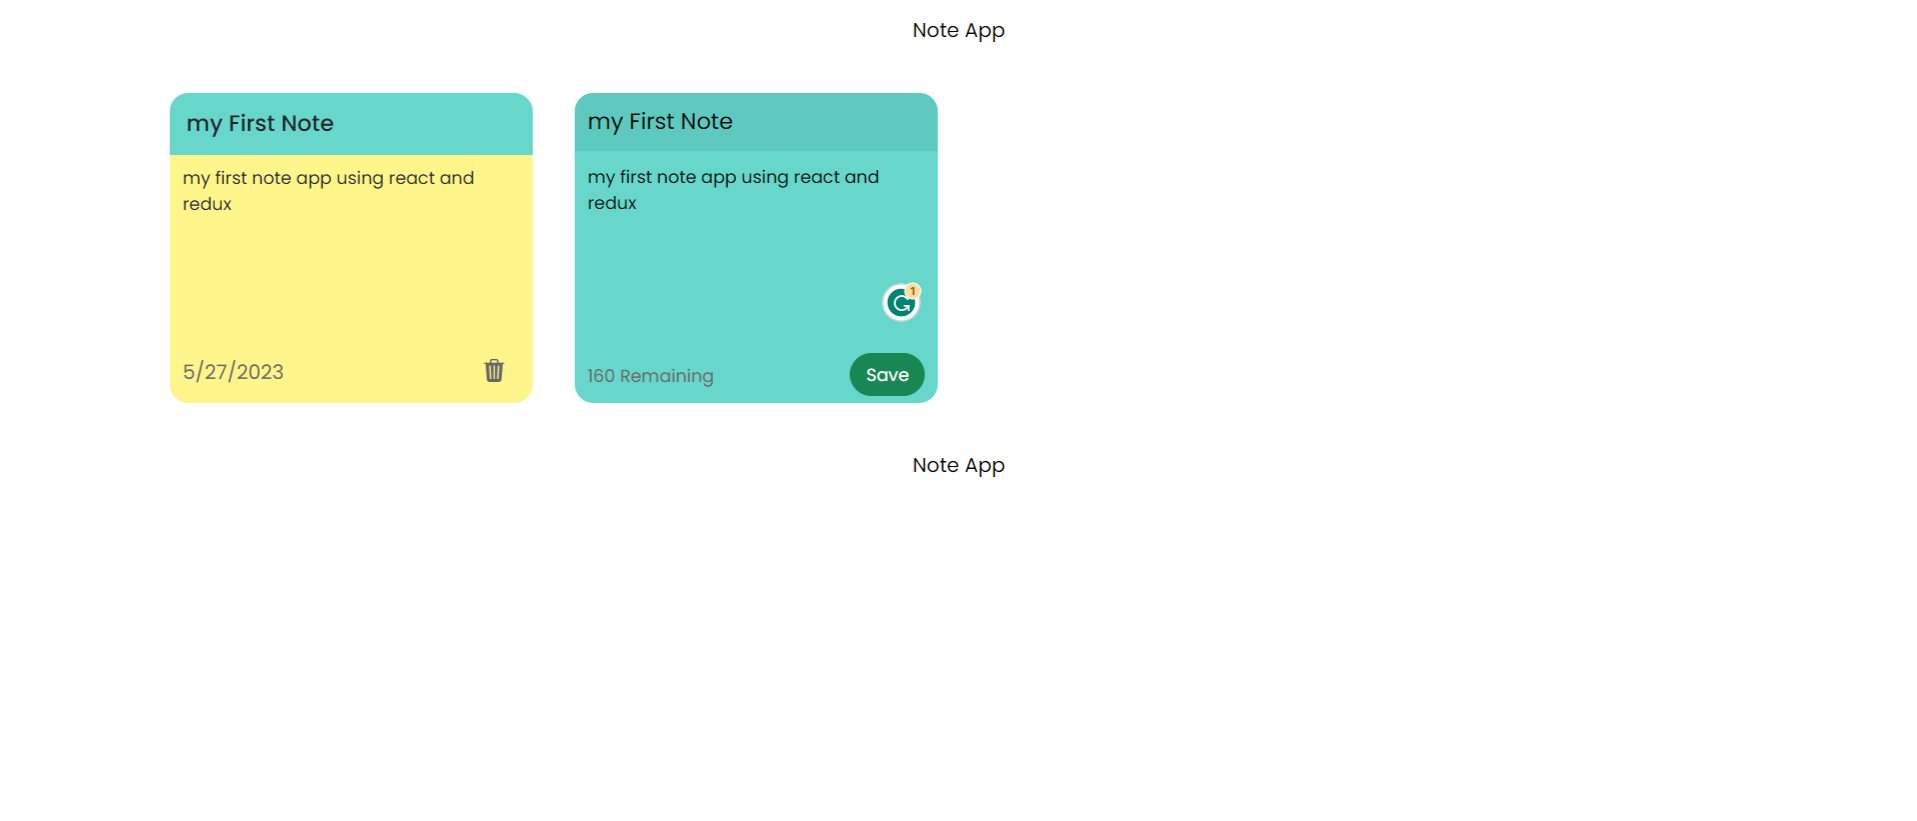 Note App
my First Note
my first note app using react and
redux
5/27/2023
my First Note
my first note app using react and
redux
1
160 Remaining
Save
Note App